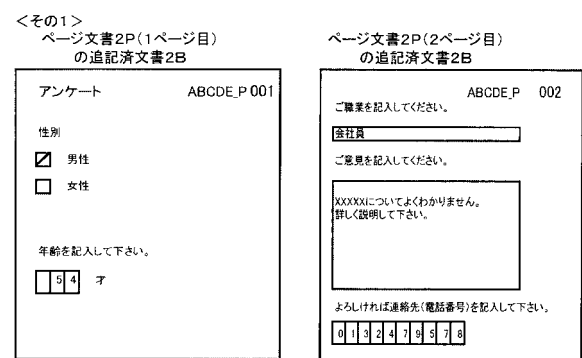 <その1>
ページ文書2P(1ページ目)
の追記済文書2B
アンケート ABCDE_P 001
性別
男性
女性
年齢を記入して下さい。
54 才
ページ文書2P(2ページ目)
の追記済文書2B
ABCDE_P 002
ご職業を記入してください。
会社員
ご意見を記入してください。
XXXXXについてよくわかりません。
詳しく説明して下さい。
よろしければ連絡先(電話番号)を記入して下さい。
0132479578